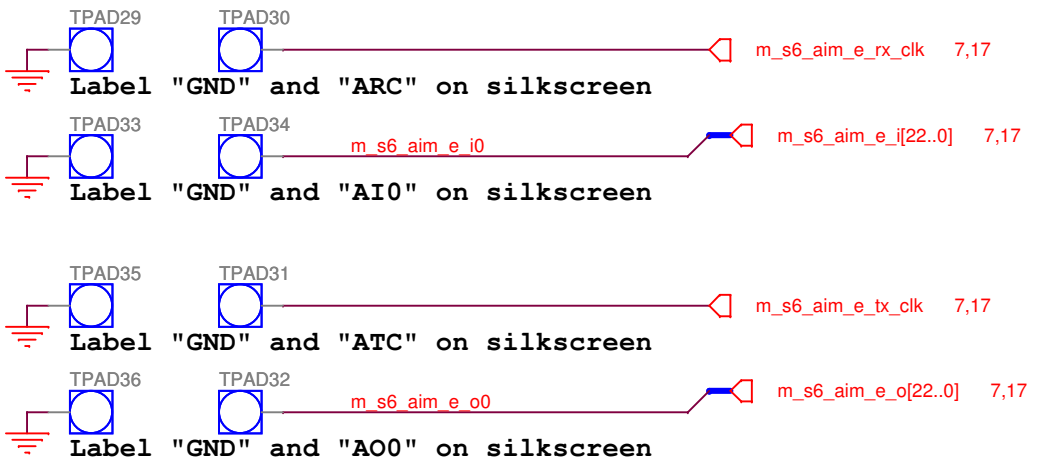 TPAD29 TPAD30
m_s6_aim_e_rx_clk 7,17
Label "GND" and "ARC" on silkscreen
TPAD33 TPAD34
m_s6_aim_e_i0 m_s6_aim_e_i[22..0] 7,17
Label "GND" and "AI0" on silkscreen
TPAD35 TPAD31
m_s6_aim_e_tx_clk 7,17
Label "GND" and "ATC" on silkscreen
TPAD36 TPAD32
m_s6_aim_e_o0 m_s6_aim_e_o[22..0] 7,17
Label "GND" and "AO0" on silkscreen